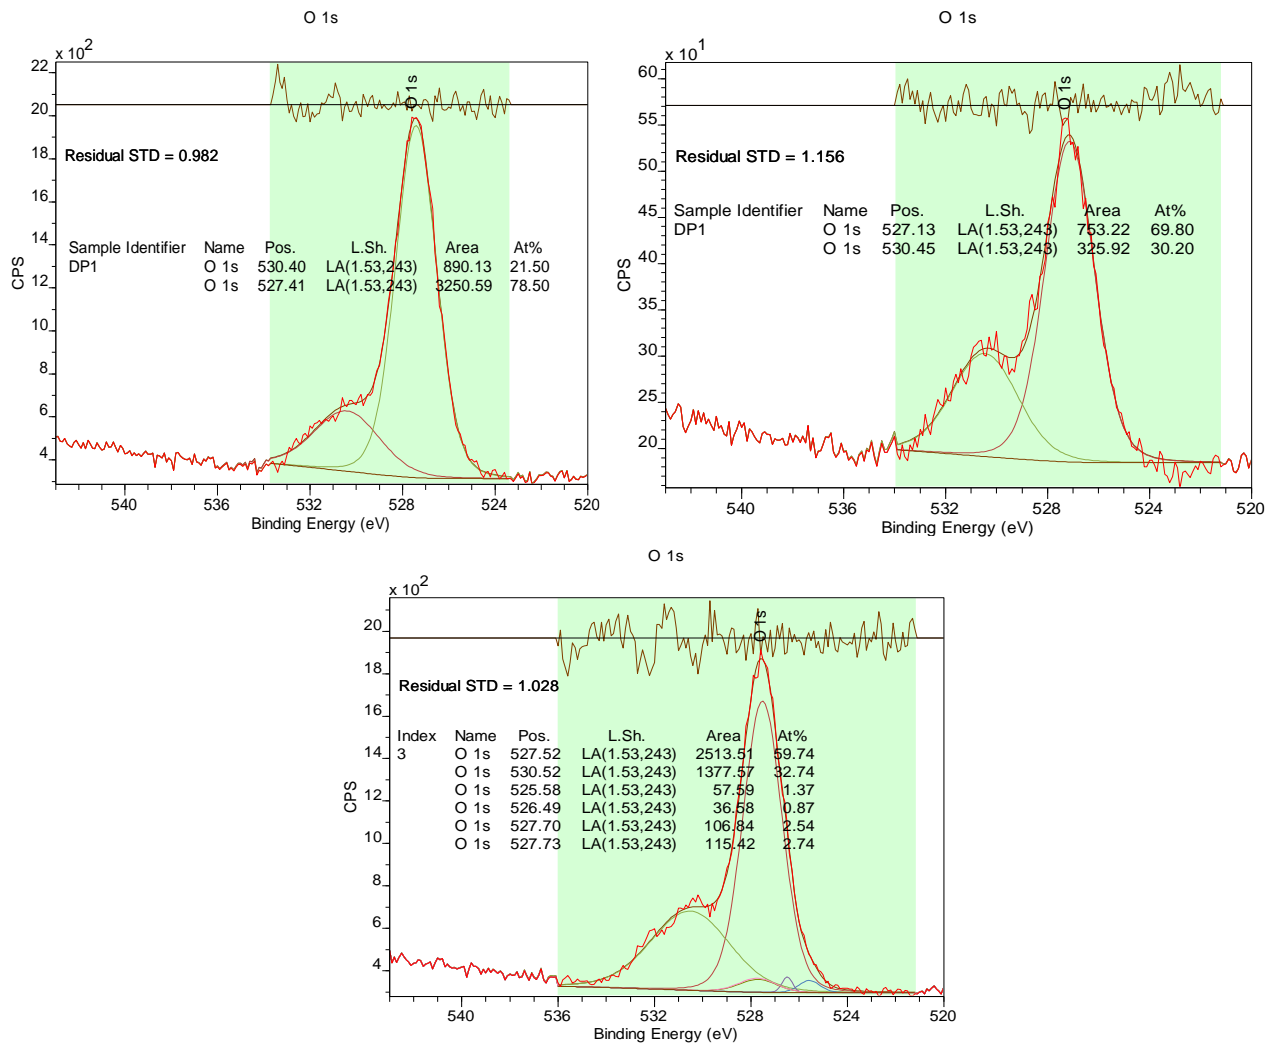 O 1s
x 10^2
22
20
18
16
14
12
10
8
6
4
CPS
O 1s
Residual STD = 0.982
Sample Identifier Name Pos. L.Sh. Area At%
DP1 O 1s 530.40 LA(1.53,243) 890.13 21.50
O 1s 527.41 LA(1.53,243) 3250.59 78.50
540 536 532 528 524 520
Binding Energy (eV)
O 1s
x 10^1
60
55
50
45
40
35
30
25
20
CPS
O 1s
Residual STD = 1.156
Sample Identifier Name Pos. L.Sh. Area At%
DP1 O 1s 527.13 LA(1.53,243) 753.22 69.80
O 1s 530.45 LA(1.53,243) 325.92 30.20
540 536 532 528 524 520
Binding Energy (eV)
O 1s
x 10^2
20
18
16
14
12
10
8
6
4
CPS
O 1s
Residual STD = 1.028
Index Name Pos. L.Sh. Area At%
3 O 1s 527.52 LA(1.53,243) 2513.51 59.74
O 1s 530.52 LA(1.53,243) 1377.57 32.74
O 1s 525.58 LA(1.53,243) 57.59 1.37
O 1s 526.49 LA(1.53,243) 36.58 0.87
O 1s 527.70 LA(1.53,243) 106.84 2.54
O 1s 527.73 LA(1.53,243) 115.42 2.74
540 536 532 528 524 520
Binding Energy (eV)